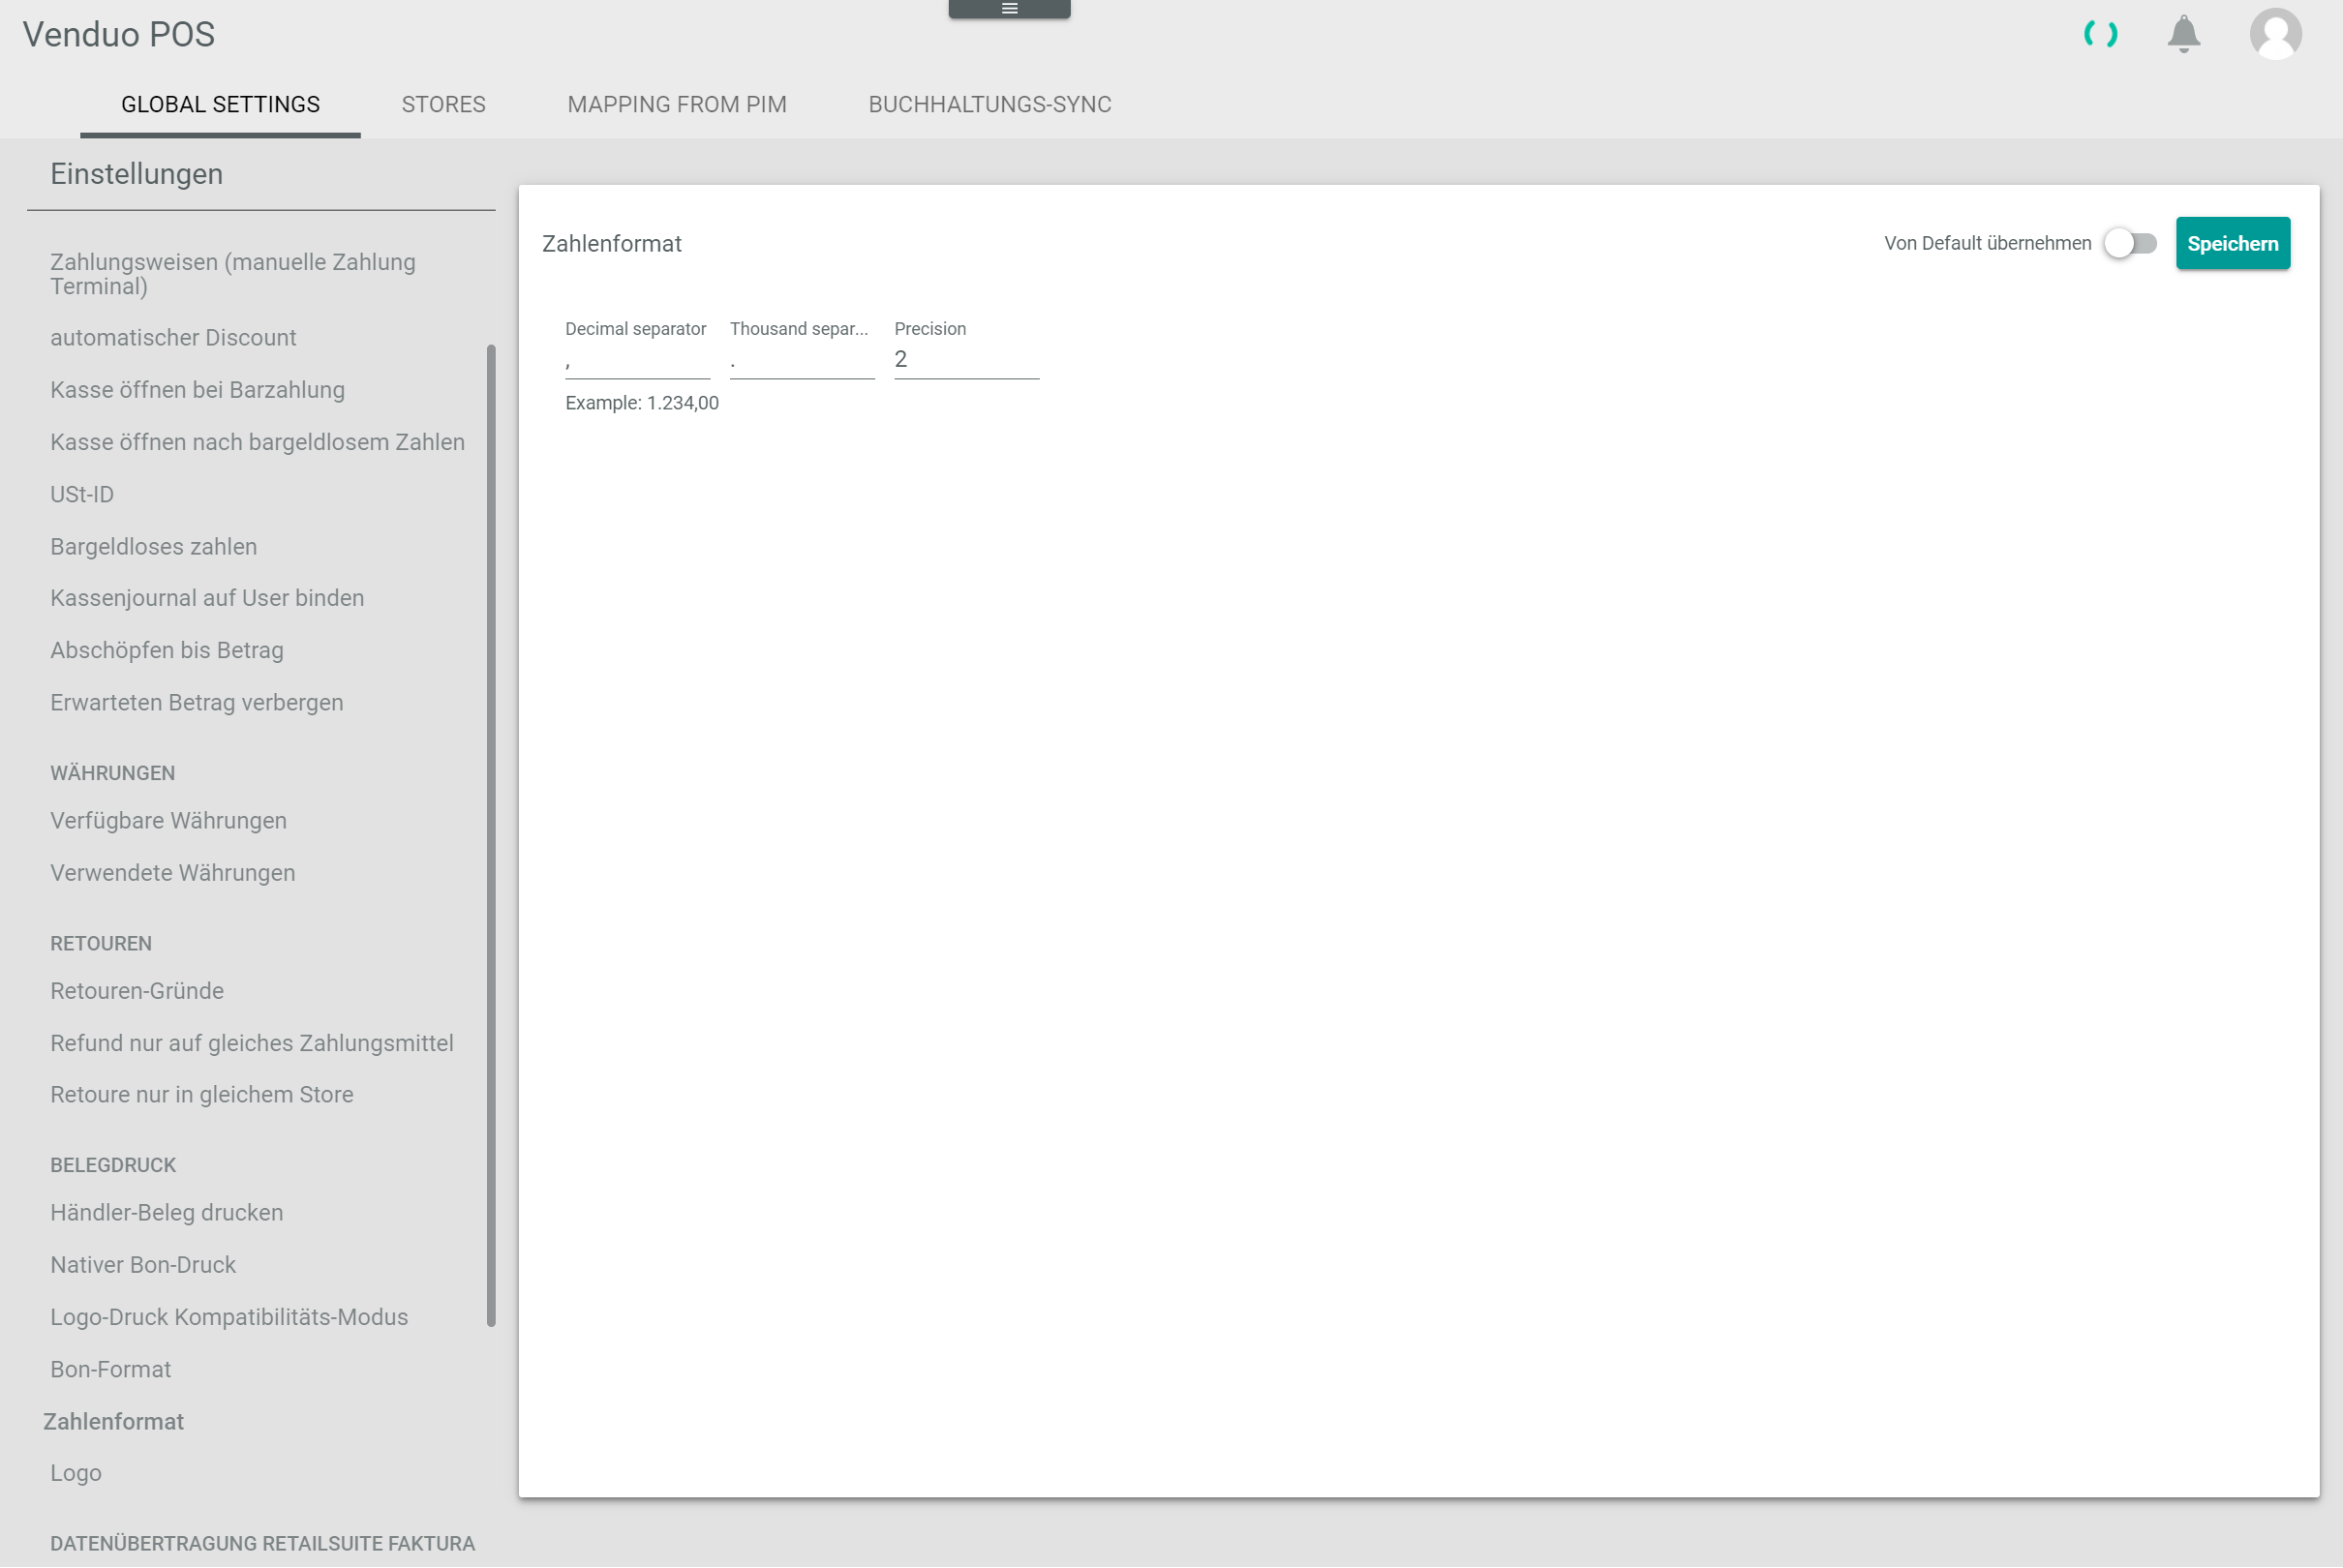 Venduo POS
GLOBAL SETTINGS
STORES
MAPPING FROM PIM
BUCHHALTUNGS-SYNC
Einstellungen
Zahlungsweisen (manuelle Zahlung
Terminal)
automatischer Discount
Kasse öffnen bei Barzahlung
Kasse öffnen nach bargeldlosem Zahlen
USt-ID
Bargeldloses zahlen
Kassenjournal auf User binden
Abschöpfen bis Betrag
Erwarteten Betrag verbergen
WÄHRUNGEN
Verfügbare Währungen
Verwendete Währungen
RETOUREN
Retouren-Gründe
Refund nur auf gleiches Zahlungsmittel
Retoure nur in gleichem Store
BELEGDRUCK
Händler-Beleg drucken
Nativer Bon-Druck
Logo-Druck Kompatibilitäts-Modus
Bon-Format
Zahlenformat
Logo
DATENÜBERTRAGUNG RETAILSUITE FAKTURA
Zahlenformat
Von Default übernehmen
Speichern
Decimal separator
Thousand separ...
Precision
,
.
2
Example: 1.234,00